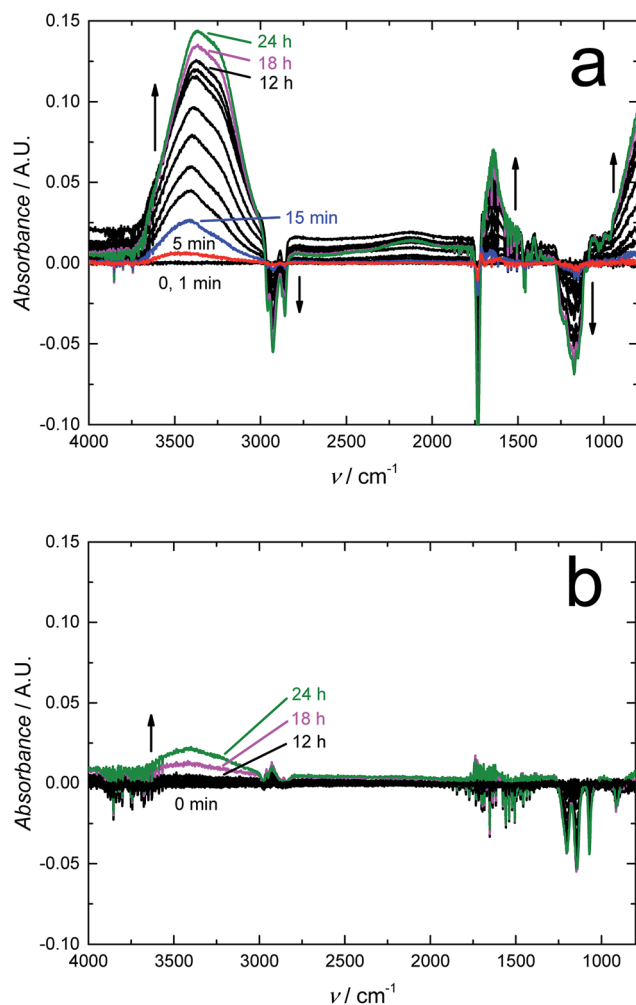 a
0.15
0.10
0.05
0.00
-0.05
-0.10
Absorbance / A.U.
24 h
18 h
12 h
15 min
5 min
0, 1 min
4000 3500 3000 2500 2000 1500 1000
ν / cm⁻¹
b
0.15
0.10
0.05
0.00
-0.05
-0.10
Absorbance / A.U.
24 h
18 h
12 h
0 min
4000 3500 3000 2500 2000 1500 1000
ν / cm⁻¹